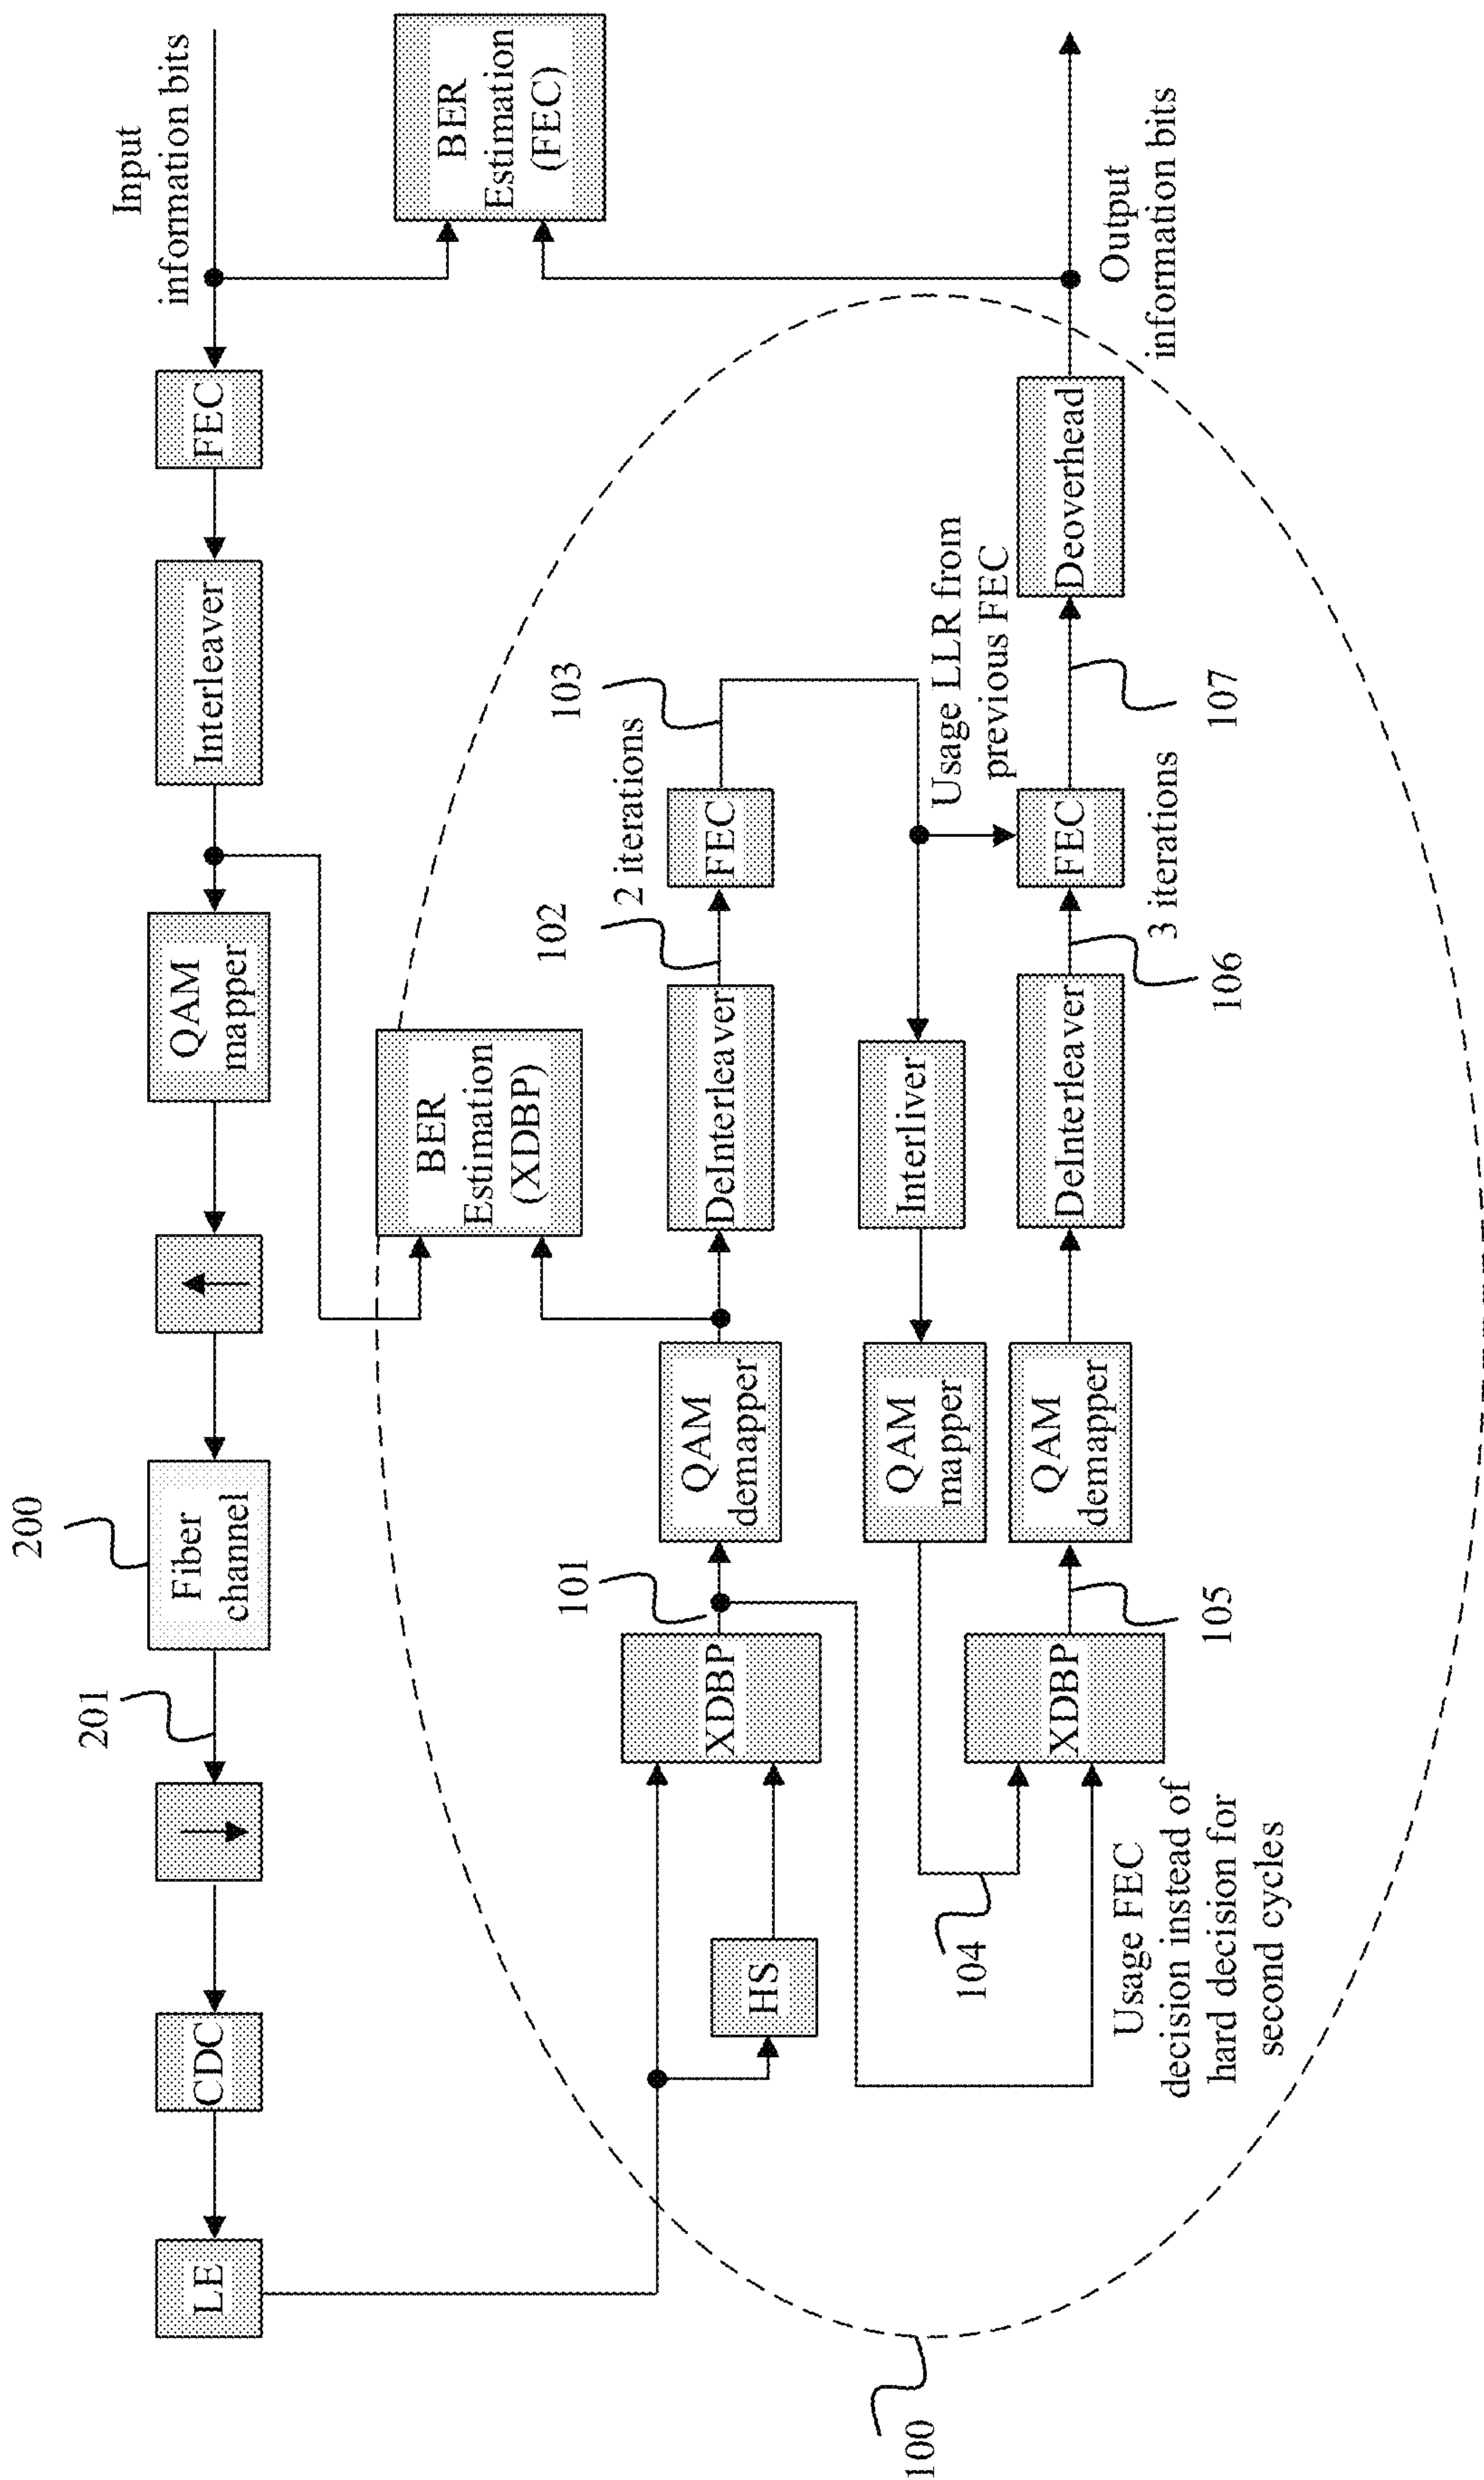 Input
information bits
FEC
Interleaver
QAM
mapper
Fiber
channel
200
201
CDC
LE
BER
Estimation
(FEC)
BER
Estimation
(XDBP)
HS
XDBP
101
QAM
demapper
DeInterleaver
102
2 iterations
FEC
103
Usage LLR from
previous FEC
Interliver
QAM
mapper
104
Usage FEC
decision instead of
hard decision for
second cycles
XDBP
105
QAM
demapper
DeInterleaver
106
3 iterations
FEC
107
Deoverhead
Output
information bits
100